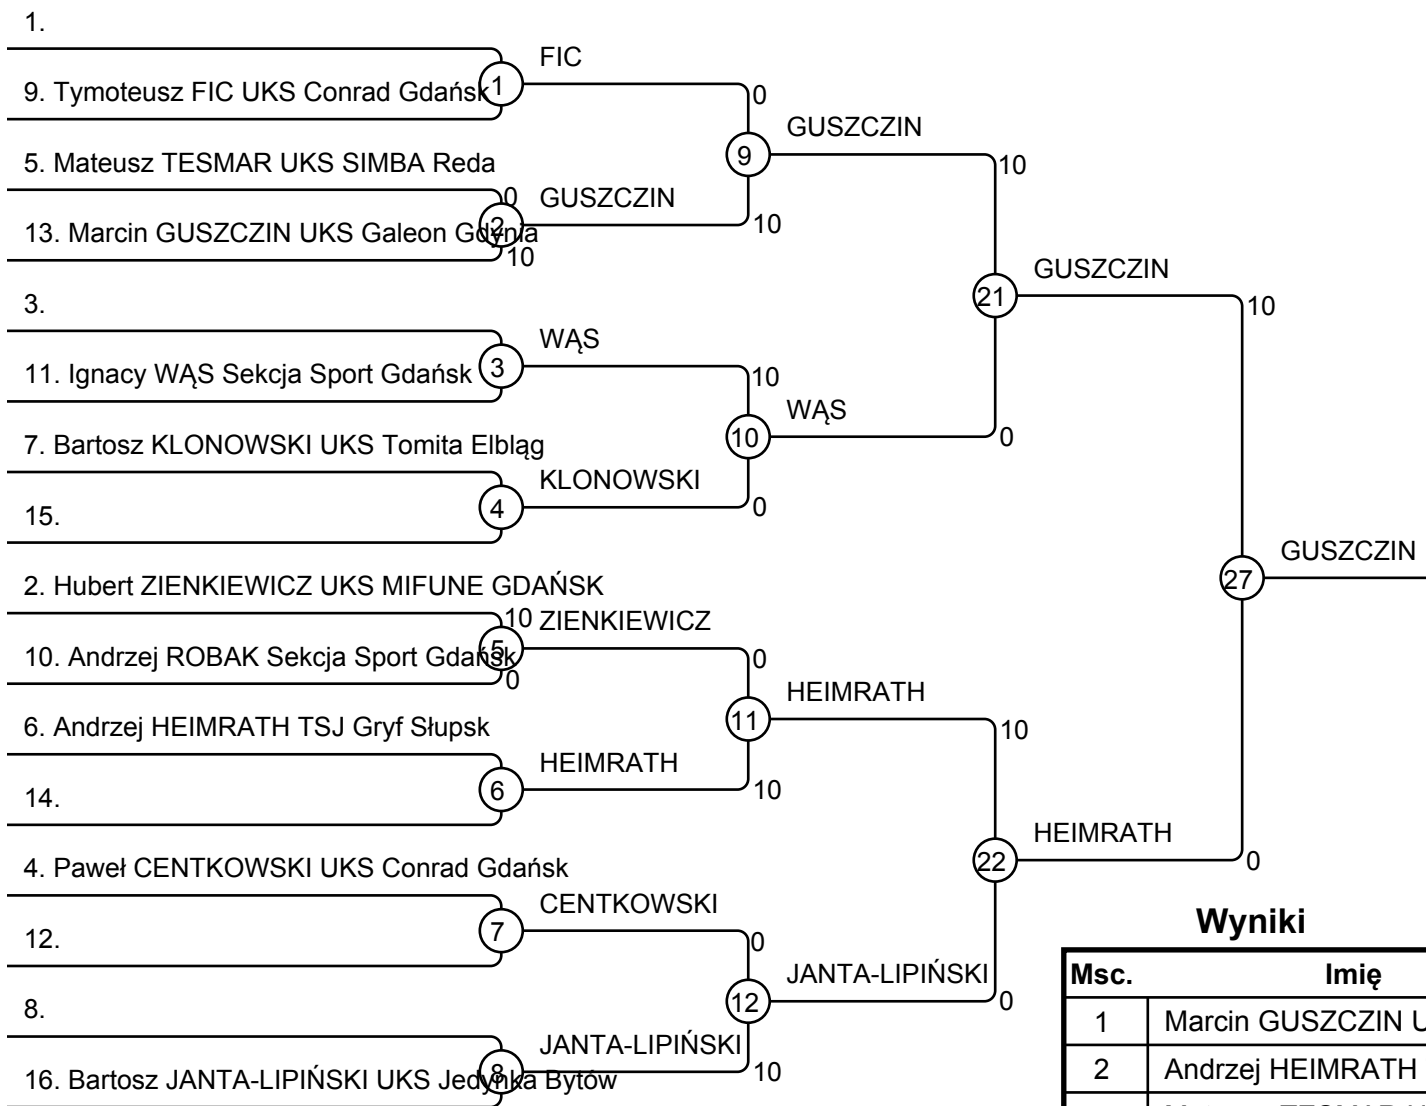 1.
FIC
9. Tymoteusz FIC UKS Conrad Gdańsk
1
0
GUSZCZIN
5. Mateusz TESMAR UKS SIMBA Reda
9
10
0
GUSZCZIN
13. Marcin GUSZCZIN UKS Galeon Gdynia
2
10
10
3.
GUSZCZIN
21
10
WĄS
11. Ignacy WĄS Sekcja Sport Gdańsk
3
10
WĄS
7. Bartosz KLONOWSKI UKS Tomita Elbląg
10
0
KLONOWSKI
15.
4
0
GUSZCZIN
2. Hubert ZIENKIEWICZ UKS MIFUNE GDAŃSK
27
10
ZIENKIEWICZ
10. Andrzej ROBAK Sekcja Sport Gdańsk
5
0
0
HEIMRATH
6. Andrzej HEIMRATH TSJ Gryf Słupsk
11
10
HEIMRATH
14.
6
10
HEIMRATH
4. Paweł CENTKOWSKI UKS Conrad Gdańsk
22
0
CENTKOWSKI
12.
7
0
Wyniki
JANTA-LIPIŃSKI
8.
12
0
Msc. Imię
JANTA-LIPIŃSKI
16. Bartosz JANTA-LIPIŃSKI UKS Jedynka Bytów
8
10
1 Marcin GUSZCZIN U
2 Andrzej HEIMRATH